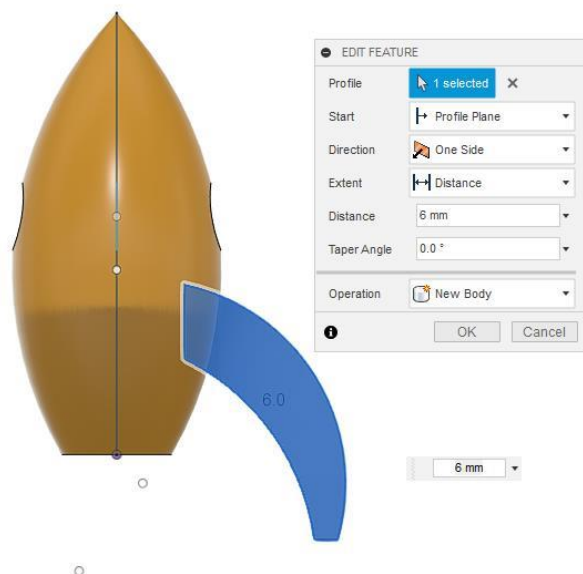 EDIT FEATURE
Profile 1 selected
Start Profile Plane
Direction One Side
Extent Distance
Distance 6 mm
Taper Angle 0.0 °
Operation New Body
OK Cancel
6.0
6 mm